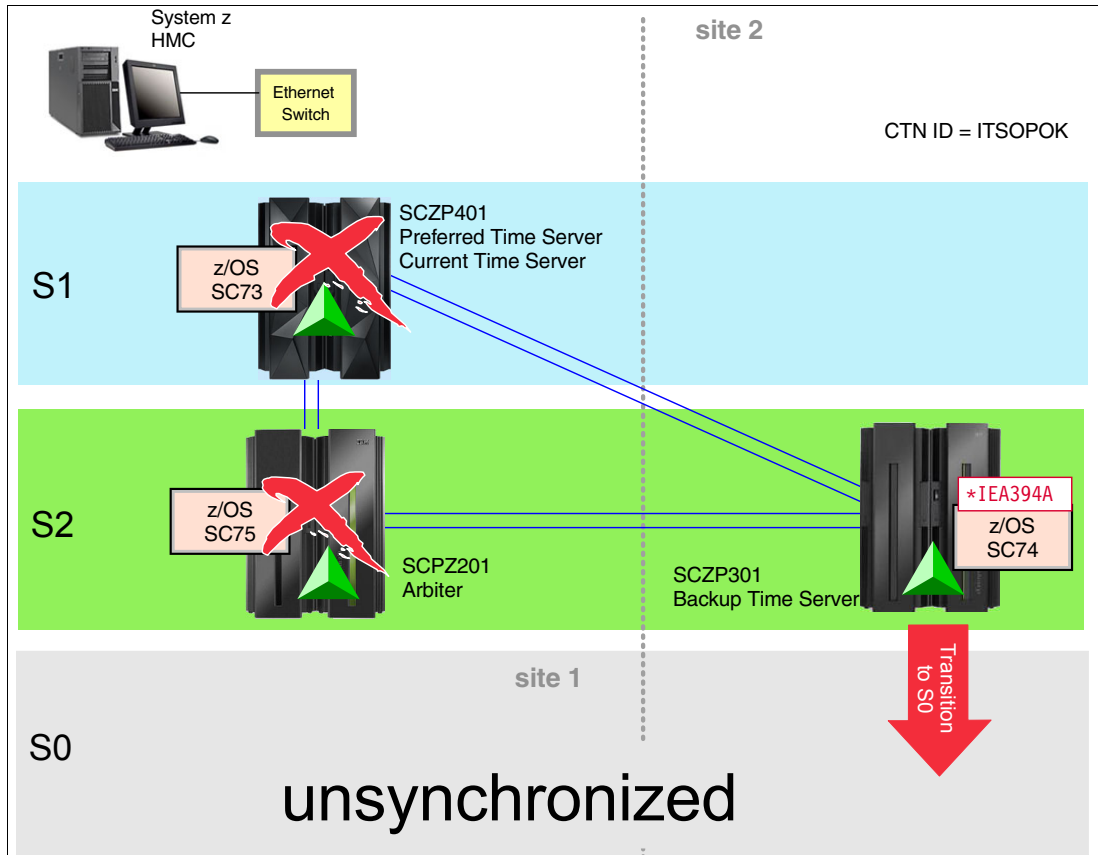 System z
HMC
site 2
Ethernet
Switch
CTN ID = ITSOPOK
SCZP401
Preferred Time Server
Current Time Server
z/OS
SC73
S1
z/OS
SC75
S2
SCPZ201
Arbiter
SCZP301
Backup Time Server
*IEA394A
z/OS
SC74
Transition
to S0
site 1
S0
unsynchronized